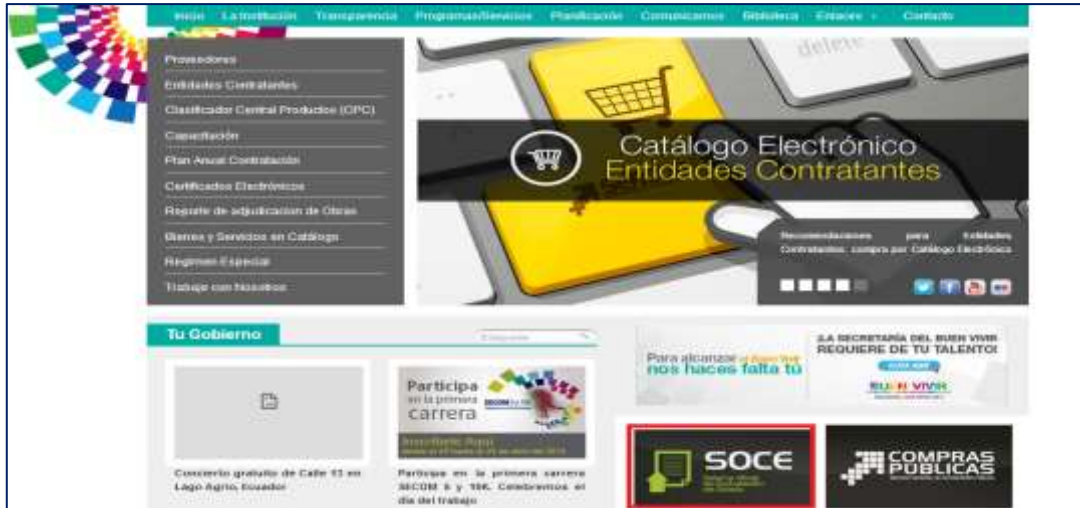 Inicio La Institución Transparencia Programas/Servicios Planificación Comunicamos Biblioteca Enlaces Contacto
Proveedores
Entidades Contratantes
Clasificador Central Productos (CPC)
Capacitación
Plan Anual Contratación
Certificados Electrónicos
Reporte de adjudicacion de Obras
Bienes y Servicios en Catálogo
Régimen Especial
Trabaje con Nosotros
delete
Catálogo Electrónico
Entidades Contratantes
Recomendaciones para Entidades
Contratantes, compra por Catálogo Electrónico
Tu Gobierno
Participa
en la primera
carrera
SECOM
Inscríbete Aquí
Concierto gratuito de Calle 13 en
Lago Agrio, Ecuador
Participa en la primera carrera
SECOM 5 y 10K. Celebremos el
día del trabajo
Para alcanzar el Buen Vivir
nos haces falta tú
¡LA SECRETARÍA DEL BUEN VIVIR
REQUIERE DE TU TALENTO!
BUEN VIVIR
SOCE
COMPRAS
PÚBLICAS